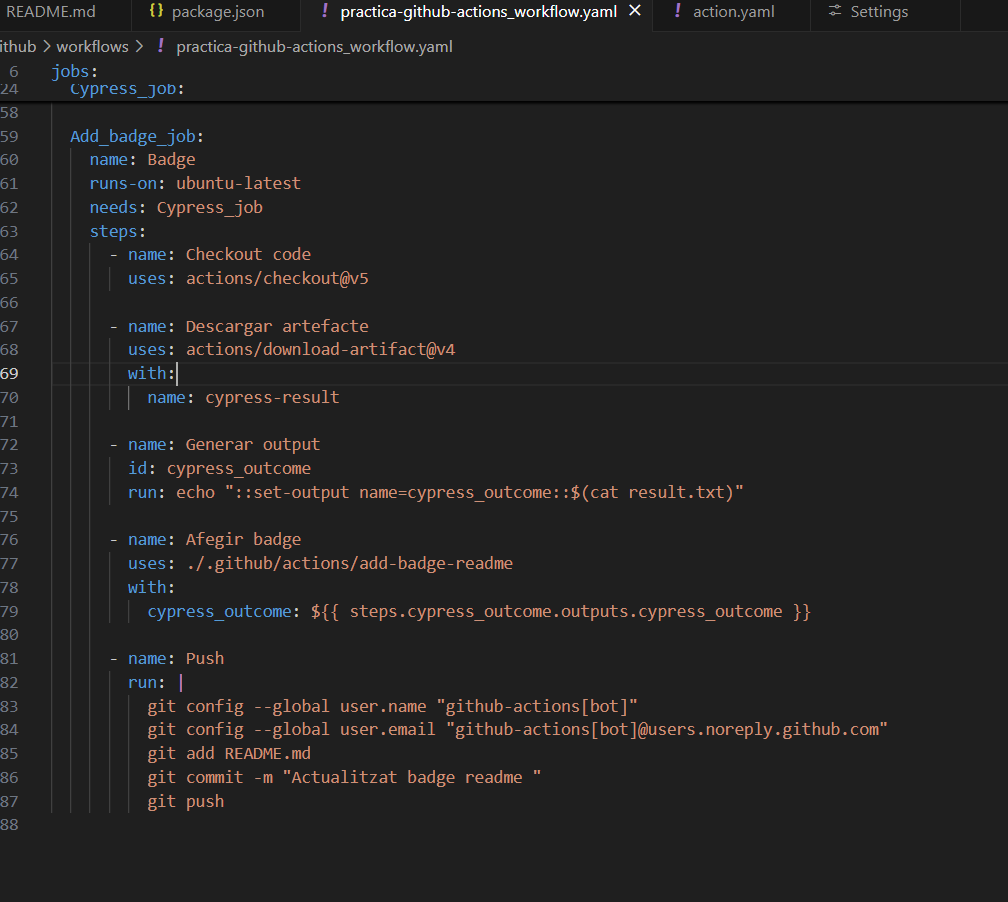 README.md {} package.json ! practica-github-actions_workflow.yaml × ! action.yaml Settings
ithub > workflows > ! practica-github-actions_workflow.yaml
6 jobs:
24 Cypress_job:
58
59 Add_badge_job:
60 name: Badge
61 runs-on: ubuntu-latest
62 needs: Cypress_job
63 steps:
64 - name: Checkout code
65 uses: actions/checkout@v5
66
67 - name: Descargar artefacte
68 uses: actions/download-artifact@v4
69 with:
70 name: cypress-result
71
72 - name: Generar output
73 id: cypress_outcome
74 run: echo "::set-output name=cypress_outcome::$(cat result.txt)"
75
76 - name: Afegir badge
77 uses: ./.github/actions/add-badge-readme
78 with:
79 cypress_outcome: ${{ steps.cypress_outcome.outputs.cypress_outcome }}
80
81 - name: Push
82 run: |
83 git config --global user.name "github-actions[bot]"
84 git config --global user.email "github-actions[bot]@users.noreply.github.com"
85 git add README.md
86 git commit -m "Actualitzat badge readme "
87 git push
88